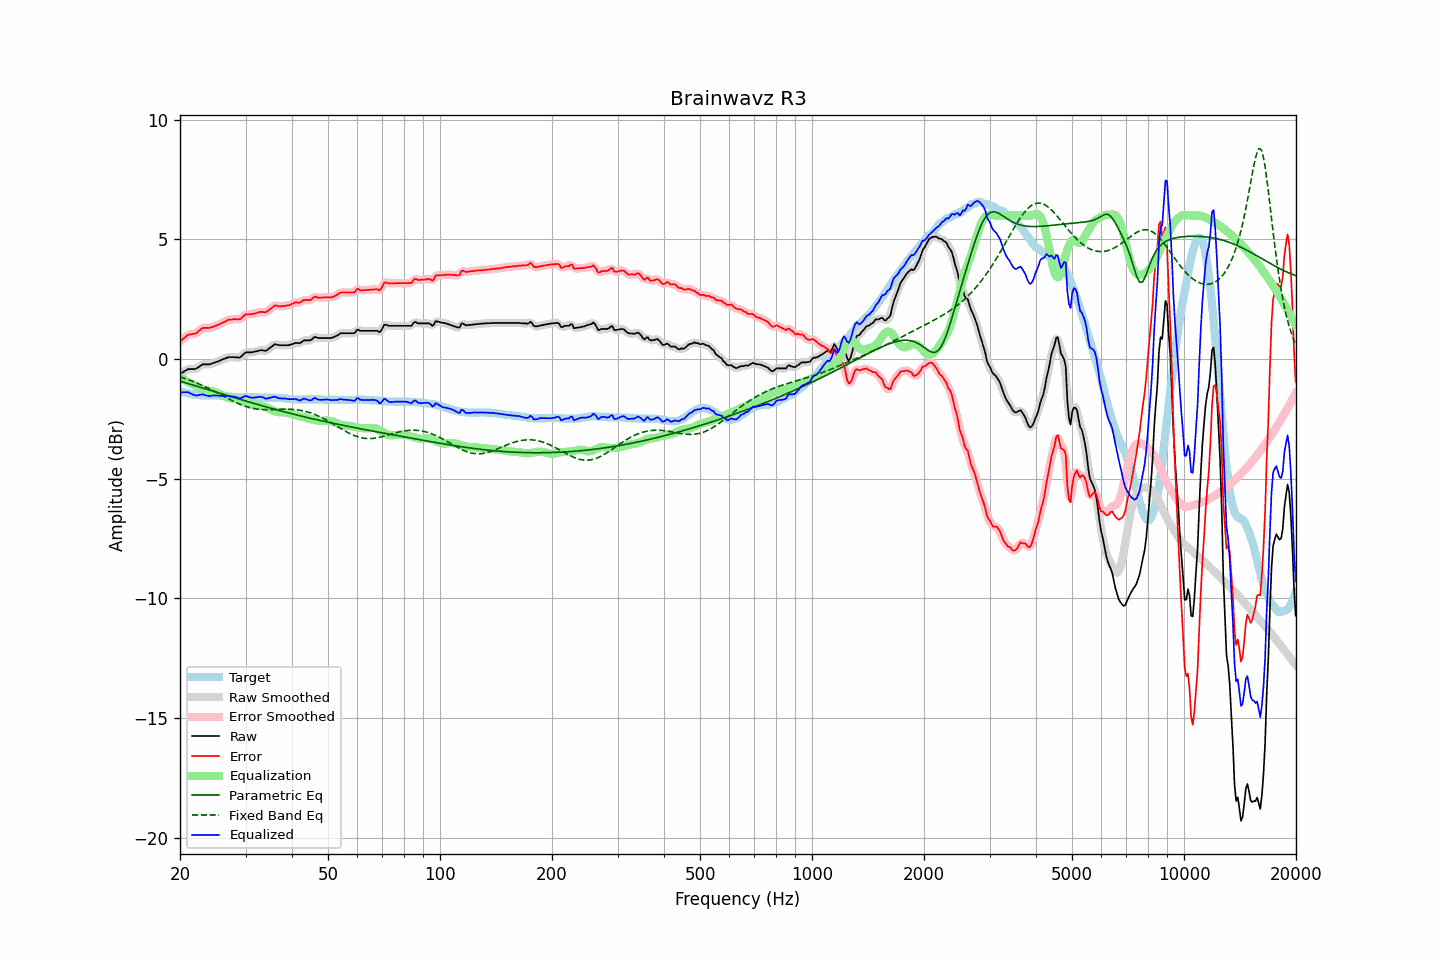 Brainwavz R3
10
5
0
−5
−10
−15
−20
Amplitude (dBr)
Target
Raw Smoothed
Error Smoothed
Raw
Error
Equalization
Parametric Eq
Fixed Band Eq
Equalized
20 50 100 200 500 1000 2000 5000 10000 20000
Frequency (Hz)